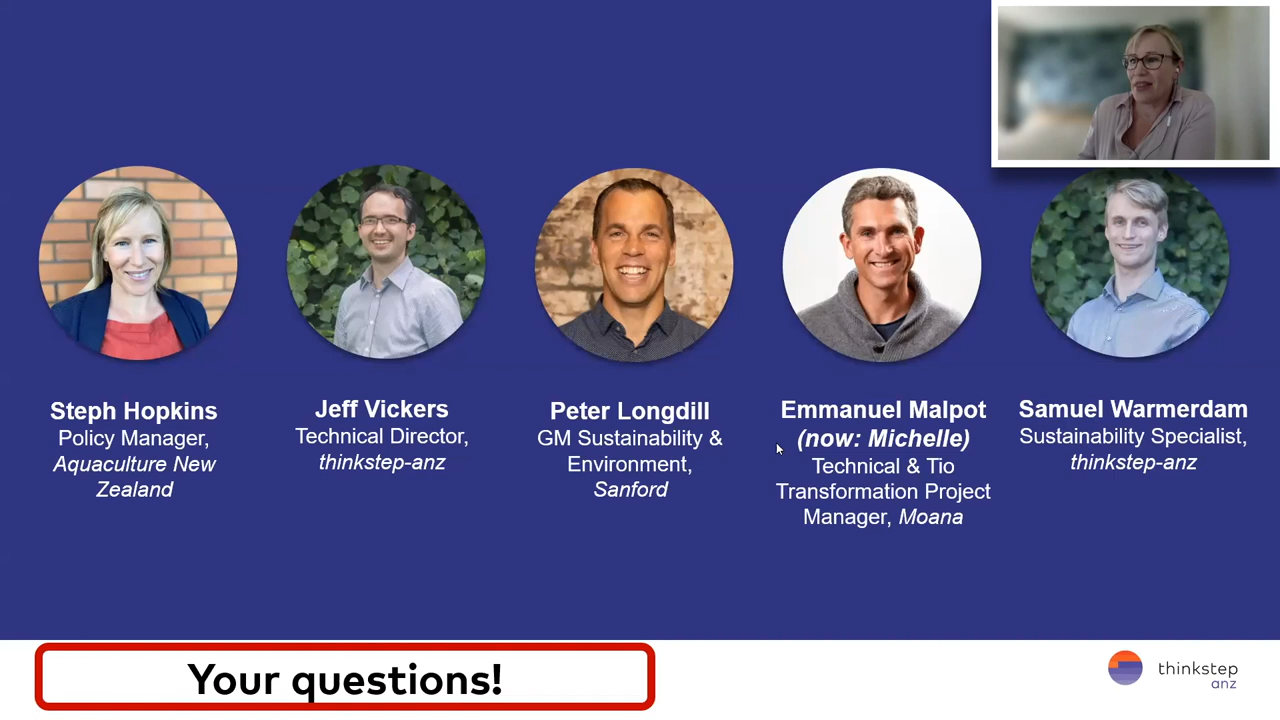 Steph Hopkins
Policy Manager,
Aquaculture New
Zealand
Jeff Vickers
Technical Director,
thinkstep-anz
Peter Longdill
GM Sustainability &
Environment,
Sanford
Emmanuel Malpot
(now: Michelle)
Technical & Tio
Transformation Project
Manager, Moana
Samuel Warmerdam
Sustainability Specialist,
thinkstep-anz
Your questions!
thinkstep
anz